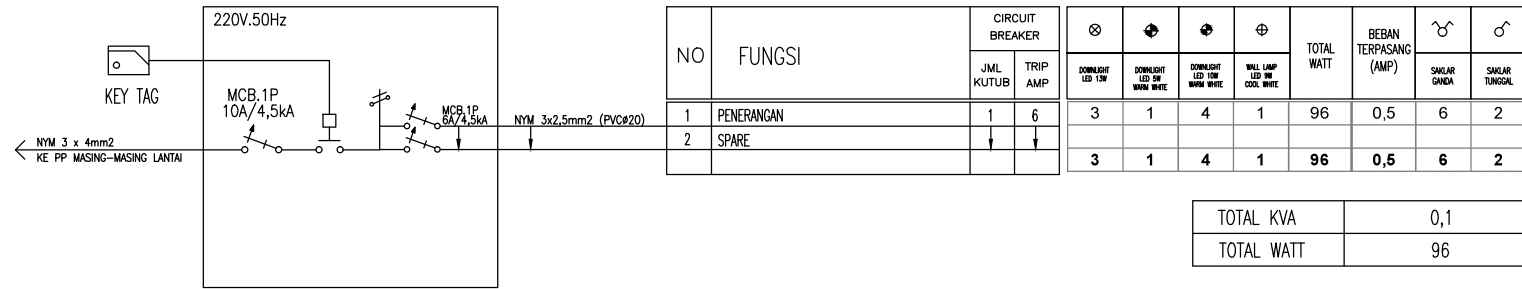 220V.50Hz
KEY TAG
MCB.1P
10A/4,5kA
MCB.1P
6A/4,5kA
NYM 3x2,5mm2 (PVCø20)
NYM 3 x 4mm2
KE PP MASING-MASING LANTAI
NO
FUNGSI
CIRCUIT
BREAKER
JML
KUTUB
TRIP
AMP
DOWNLIGHT
LED 13W
DOWNLIGHT
LED 5W
WARM WHITE
DOWNLIGHT
LED 10W
WARM WHITE
WALL LAMP
LED 9W
COOL WHITE
TOTAL
WATT
BEBAN
TERPASANG
(AMP)
SAKLAR
GANDA
SAKLAR
TUNGGAL
1 PENERANGAN 1 6 3 1 4 1 96 0,5 6 2
2 SPARE
3 1 4 1 96 0,5 6 2
TOTAL KVA 0,1
TOTAL WATT 96